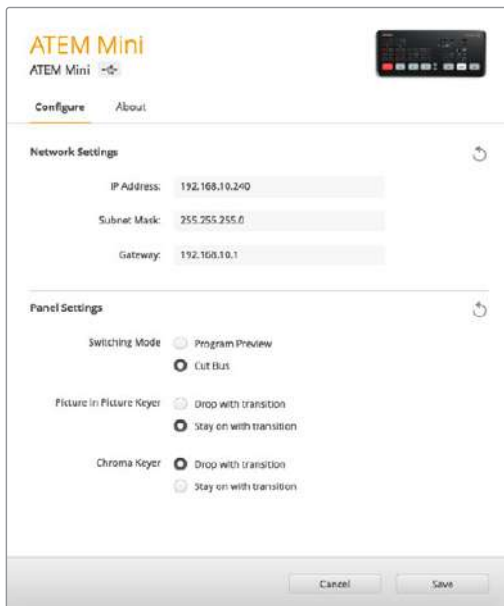 ATEM Mini
ATEM Mini
Configure About
Network Settings
IP Address: 192.168.10.240
Subnet Mask: 255.255.255.0
Gateway: 192.168.10.1
Panel Settings
Switching Mode Program Preview
Cut Bus
Picture In Picture Keyer Drop with transition
Stay on with transition
Chroma Keyer Drop with transition
Stay on with transition
Cancel Save